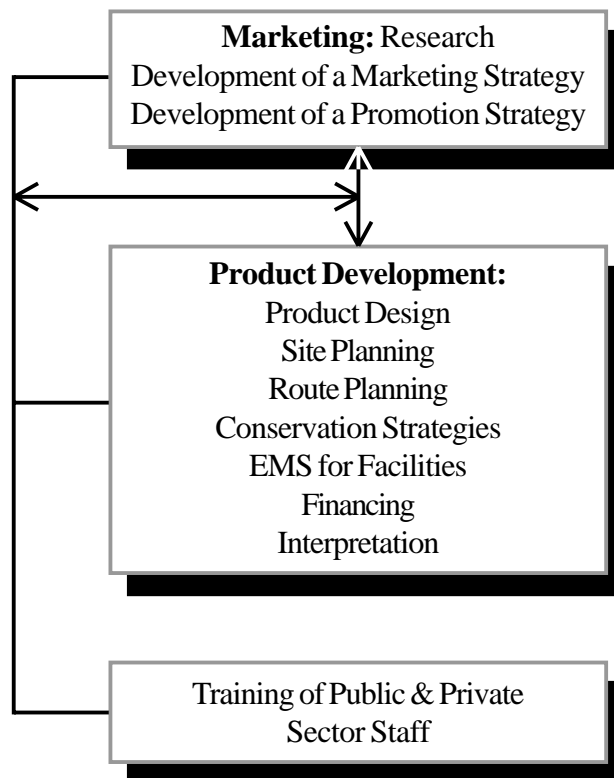 Marketing: Research
Development of a Marketing Strategy
Development of a Promotion Strategy
Product Development:
Product Design
Site Planning
Route Planning
Conservation Strategies
EMS for Facilities
Financing
Interpretation
Training of Public & Private
Sector Staff